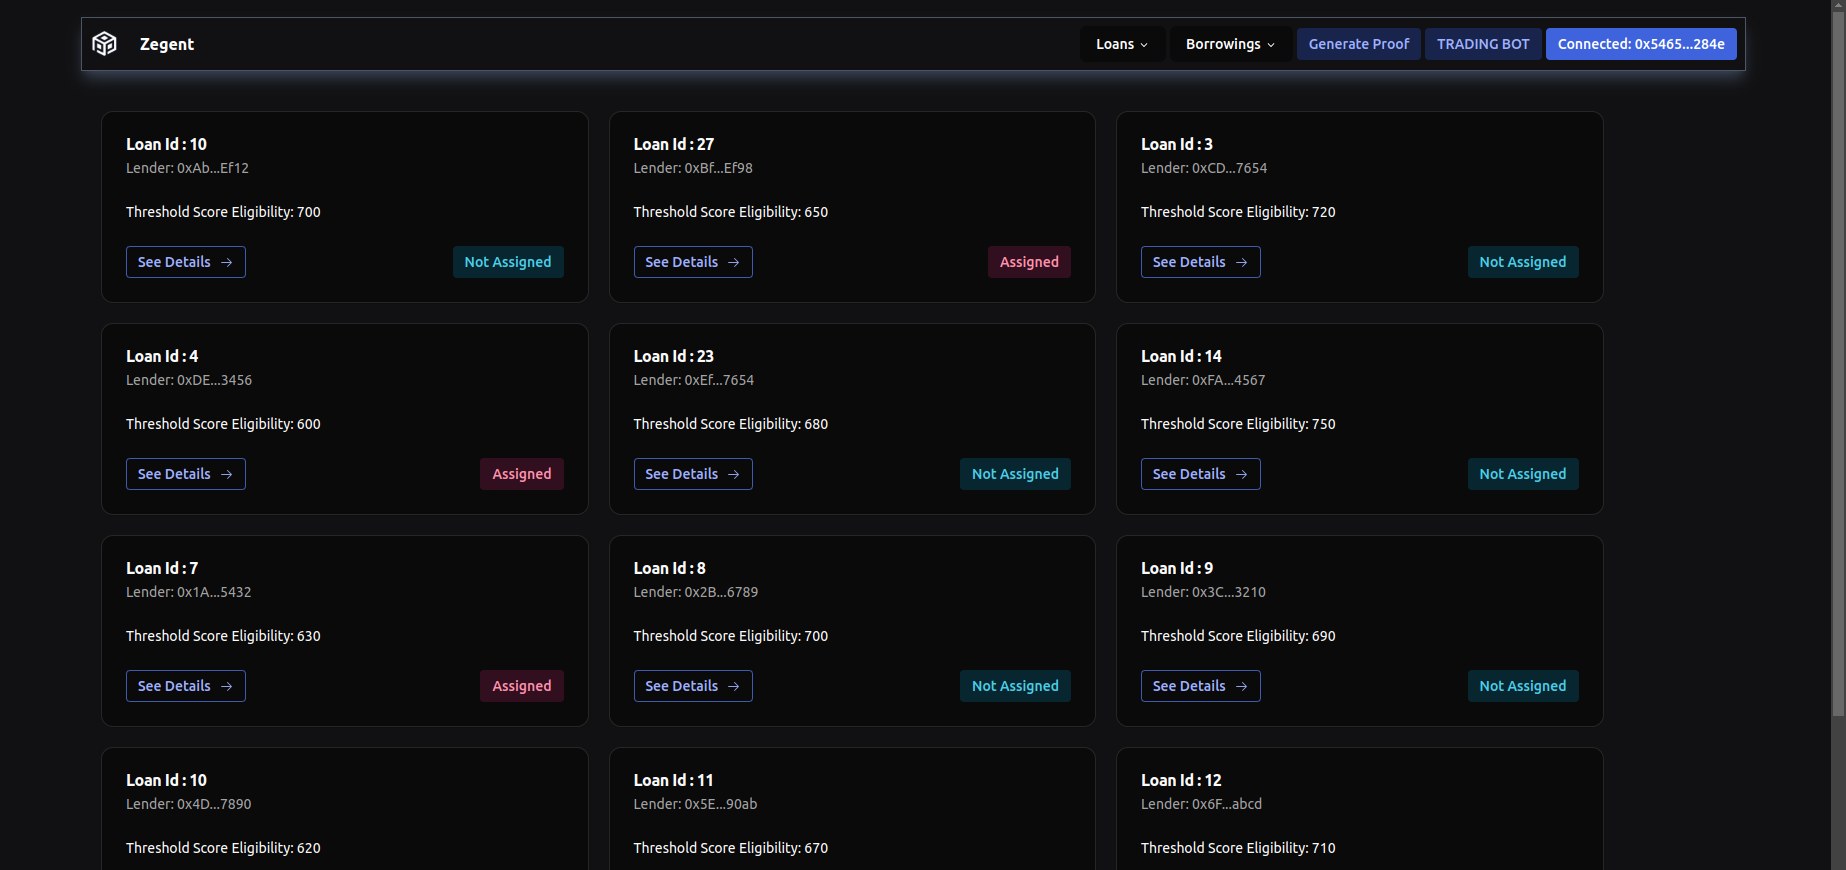 Zegent Loans Borrowings Generate Proof TRADING BOT Connected: 0x5465...284e
Loan Id : 10
Lender: 0xAb...Ef12
Threshold Score Eligibility: 700
See Details → Not Assigned
Loan Id : 27
Lender: 0xBf...Ef98
Threshold Score Eligibility: 650
See Details → Assigned
Loan Id : 3
Lender: 0xCD...7654
Threshold Score Eligibility: 720
See Details → Not Assigned
Loan Id : 4
Lender: 0xDE...3456
Threshold Score Eligibility: 600
See Details → Assigned
Loan Id : 23
Lender: 0xEf...7654
Threshold Score Eligibility: 680
See Details → Not Assigned
Loan Id : 14
Lender: 0xFA...4567
Threshold Score Eligibility: 750
See Details → Not Assigned
Loan Id : 7
Lender: 0x1A...5432
Threshold Score Eligibility: 630
See Details → Assigned
Loan Id : 8
Lender: 0x2B...6789
Threshold Score Eligibility: 700
See Details → Not Assigned
Loan Id : 9
Lender: 0x3C...3210
Threshold Score Eligibility: 690
See Details → Not Assigned
Loan Id : 10
Lender: 0x4D...7890
Threshold Score Eligibility: 620
Loan Id : 11
Lender: 0x5E...90ab
Threshold Score Eligibility: 670
Loan Id : 12
Lender: 0x6F...abcd
Threshold Score Eligibility: 710